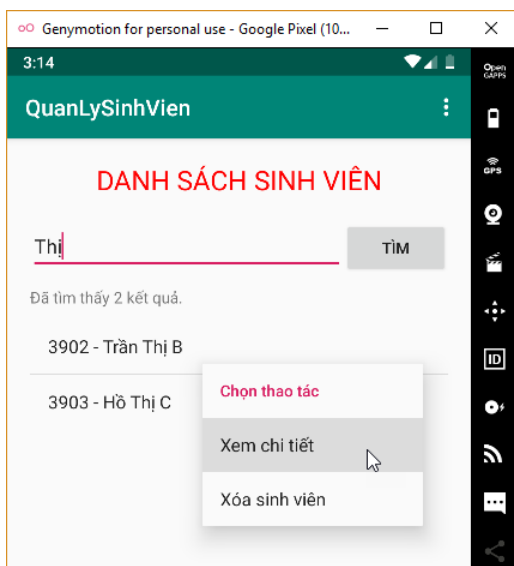 Genymotion for personal use - Google Pixel (10...
3:14
Open
GAPPS
QuanLySinhVien
GPS
DANH SÁCH SINH VIÊN
Thị
TÌM
Đã tìm thấy 2 kết quả.
3902 - Trần Thị B
3903 - Hồ Thị C
Chọn thao tác
Xem chi tiết
Xóa sinh viên
ID